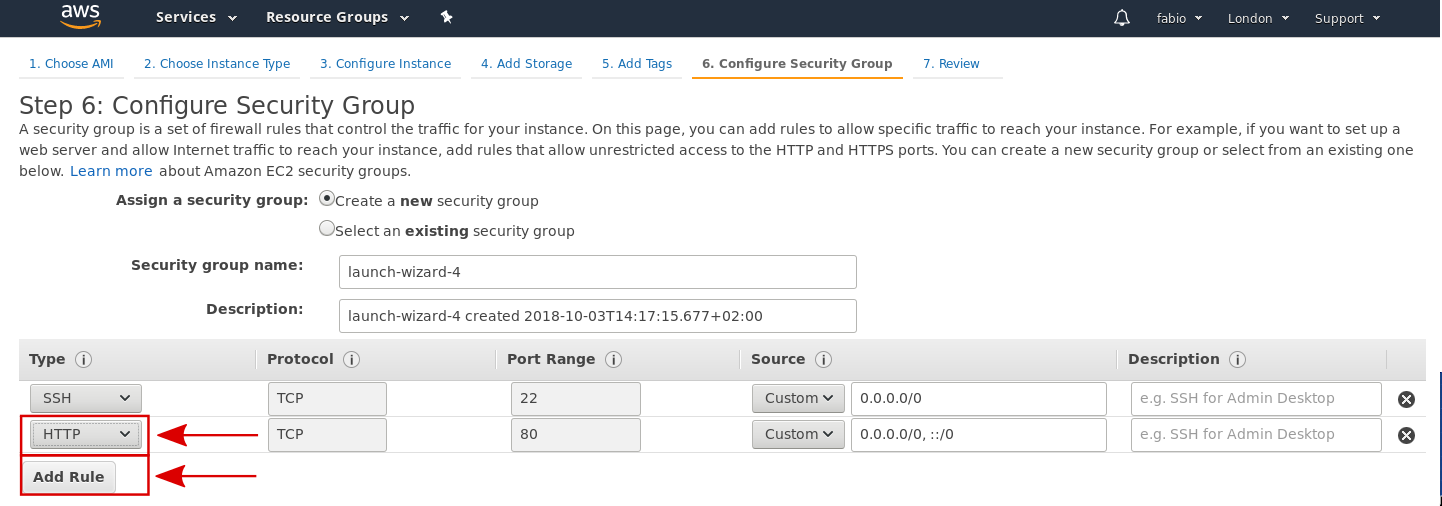 aws Services Resource Groups fabio London Support
1. Choose AMI 2. Choose Instance Type 3. Configure Instance 4. Add Storage 5. Add Tags 6. Configure Security Group 7. Review
Step 6: Configure Security Group
A security group is a set of firewall rules that control the traffic for your instance. On this page, you can add rules to allow specific traffic to reach your instance. For example, if you want to set up a
web server and allow Internet traffic to reach your instance, add rules that allow unrestricted access to the HTTP and HTTPS ports. You can create a new security group or select from an existing one
below. Learn more about Amazon EC2 security groups.
Assign a security group: Create a new security group
Select an existing security group
Security group name: launch-wizard-4
Description: launch-wizard-4 created 2018-10-03T14:17:15.677+02:00
Type i Protocol i Port Range i Source i Description i
SSH TCP 22 Custom 0.0.0.0/0 e.g. SSH for Admin Desktop
HTTP TCP 80 Custom 0.0.0.0/0, ::/0 e.g. SSH for Admin Desktop
Add Rule